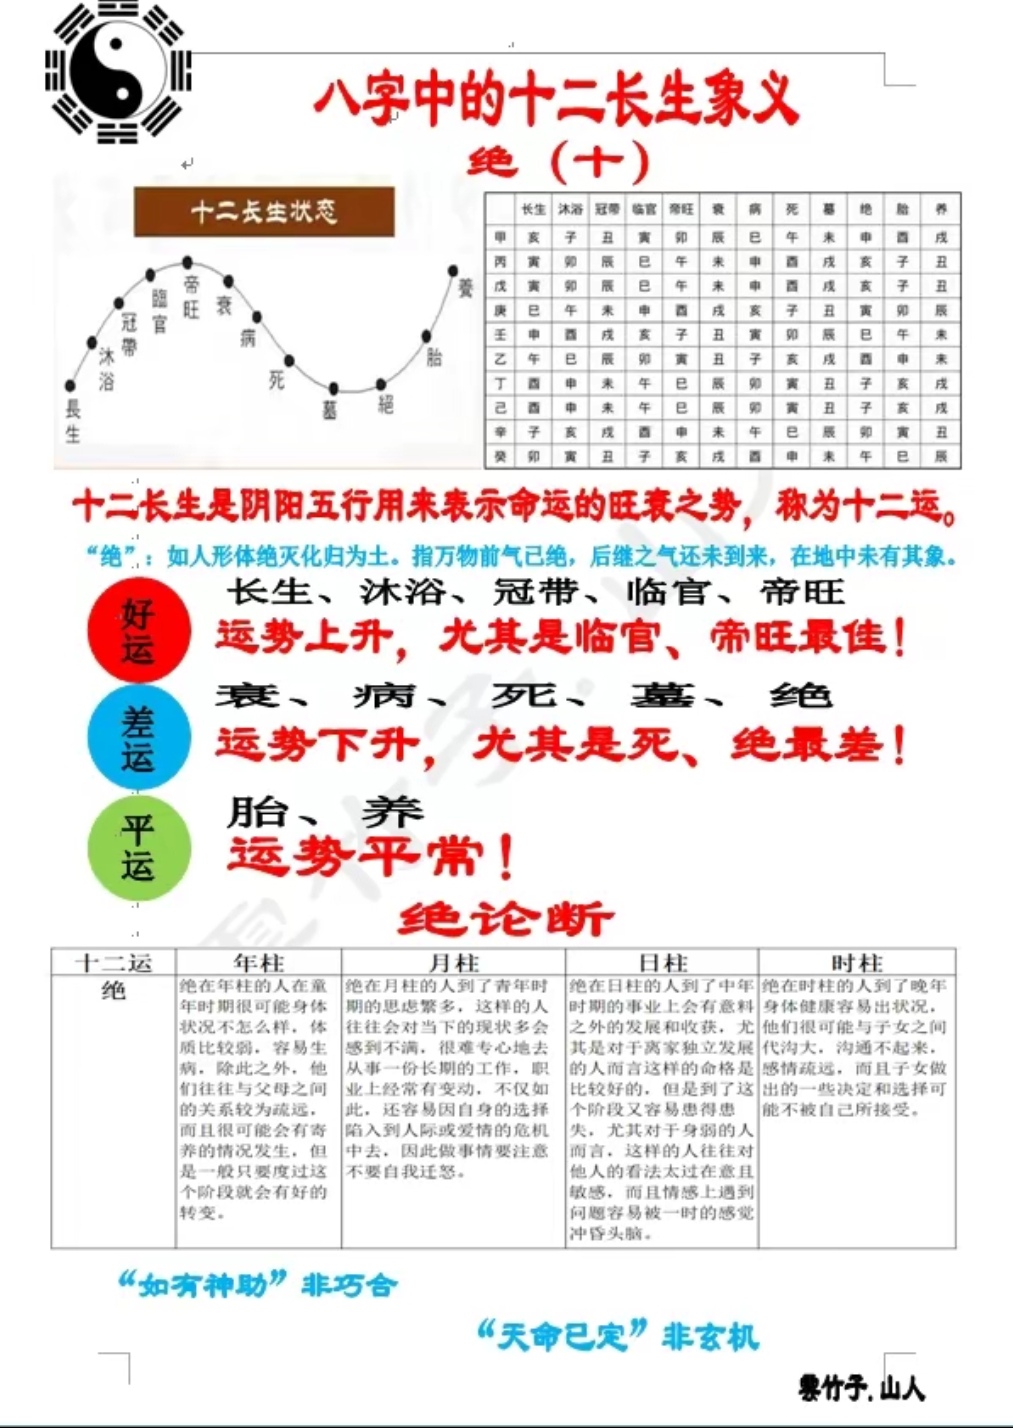 八字中的十二长生象义
绝（十）
十二长生状态
長生
沐浴
冠帶
臨官
帝旺
衰
病
死
墓
絕
胎
養
长生 沐浴 冠带 临官 帝旺 衰 病 死 墓 绝 胎 养
甲 亥 子 丑 寅 卯 辰 巳 午 未 申 酉 戌
丙 寅 卯 辰 巳 午 未 申 酉 戌 亥 子 丑
戊 寅 卯 辰 巳 午 未 申 酉 戌 亥 子 丑
庚 巳 午 未 申 酉 戌 亥 子 丑 寅 卯 辰
壬 申 酉 戌 亥 子 丑 寅 卯 辰 巳 午 未
乙 午 巳 辰 卯 寅 丑 子 亥 戌 酉 申 未
丁 酉 申 未 午 巳 辰 卯 寅 丑 子 亥 戌
己 酉 申 未 午 巳 辰 卯 寅 丑 子 亥 戌
辛 子 亥 戌 酉 申 未 午 巳 辰 卯 寅 丑
癸 卯 寅 丑 子 亥 戌 酉 申 未 午 巳 辰
十二长生是阴阳五行用来表示命运的旺衰之势，称为十二运。
“绝”：如人形体绝灭化归为土。指万物前气已绝，后继之气还未到来，在地中未有其象。
好运
长生、沐浴、冠带、临官、帝旺
运势上升，尤其是临官、帝旺最佳！
差运
衰、病、死、墓、绝
运势下升，尤其是死、绝最差！
平运
胎、养
运势平常！
绝论断
十二运 年柱 月柱 日柱 时柱
绝
绝在年柱的人在童
年时期很可能身体
状况不怎么样，体
质比较弱，容易生
病，除此之外，他
们往往与父母之间
的关系较为疏远，
而且很可能会有寄
养的情况发生，但
是一般只要度过这
个阶段就会有好的
转变。
绝在月柱的人到了青年时
期的思虑繁多，这样的人
往往会对当下的现状多会
感到不满，很难专心地去
从事一份长期的工作，职
业上经常有变动，不仅如
此，还容易因自身的选择
陷入到人际或爱情的危机
中去，因此做事情要注意
不要自我迁怒。
绝在日柱的人到了中年
时期的事业上会有意料
之外的发展和收获，尤
其是对于离家独立发展
的人而言这样的命格是
比较好的，但是到了这
个阶段又容易患得患
失，尤其对于身弱的人
而言，这样的人往往对
他人的看法太过在意且
敏感，而且情感上遇到
问题容易被一时的感觉
冲昏头脑。
绝在时柱的人到了晚年
身体健康容易出状况，
他们很可能与子女之间
代沟大，沟通不起来，
感情疏远，而且子女做
出的一些决定和选择可
能不被自己所接受。
“如有神助”非巧合
“天命已定”非玄机
雲竹子.山人